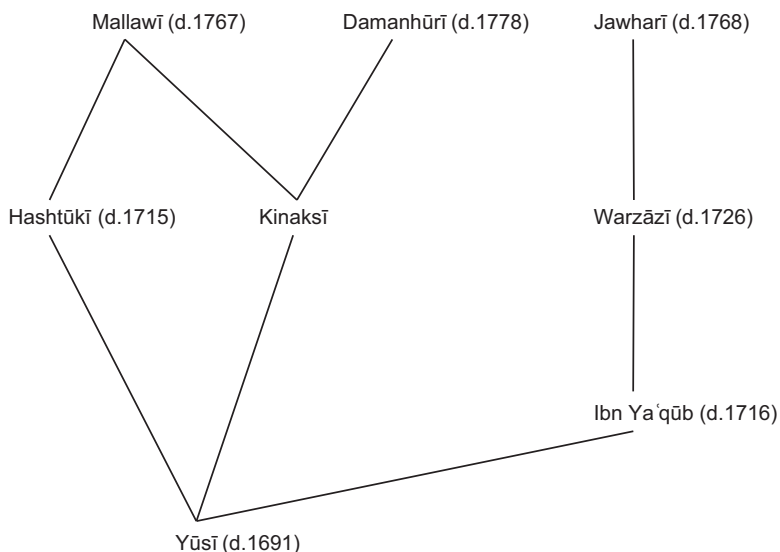 Mallawī (d.1767) Damanhūrī (d.1778) Jawharī (d.1768)
Hashtūkī (d.1715) Kinaksī Warzāzī (d.1726)
Ibn Yaʿqūb (d.1716)
Yūsī (d.1691)